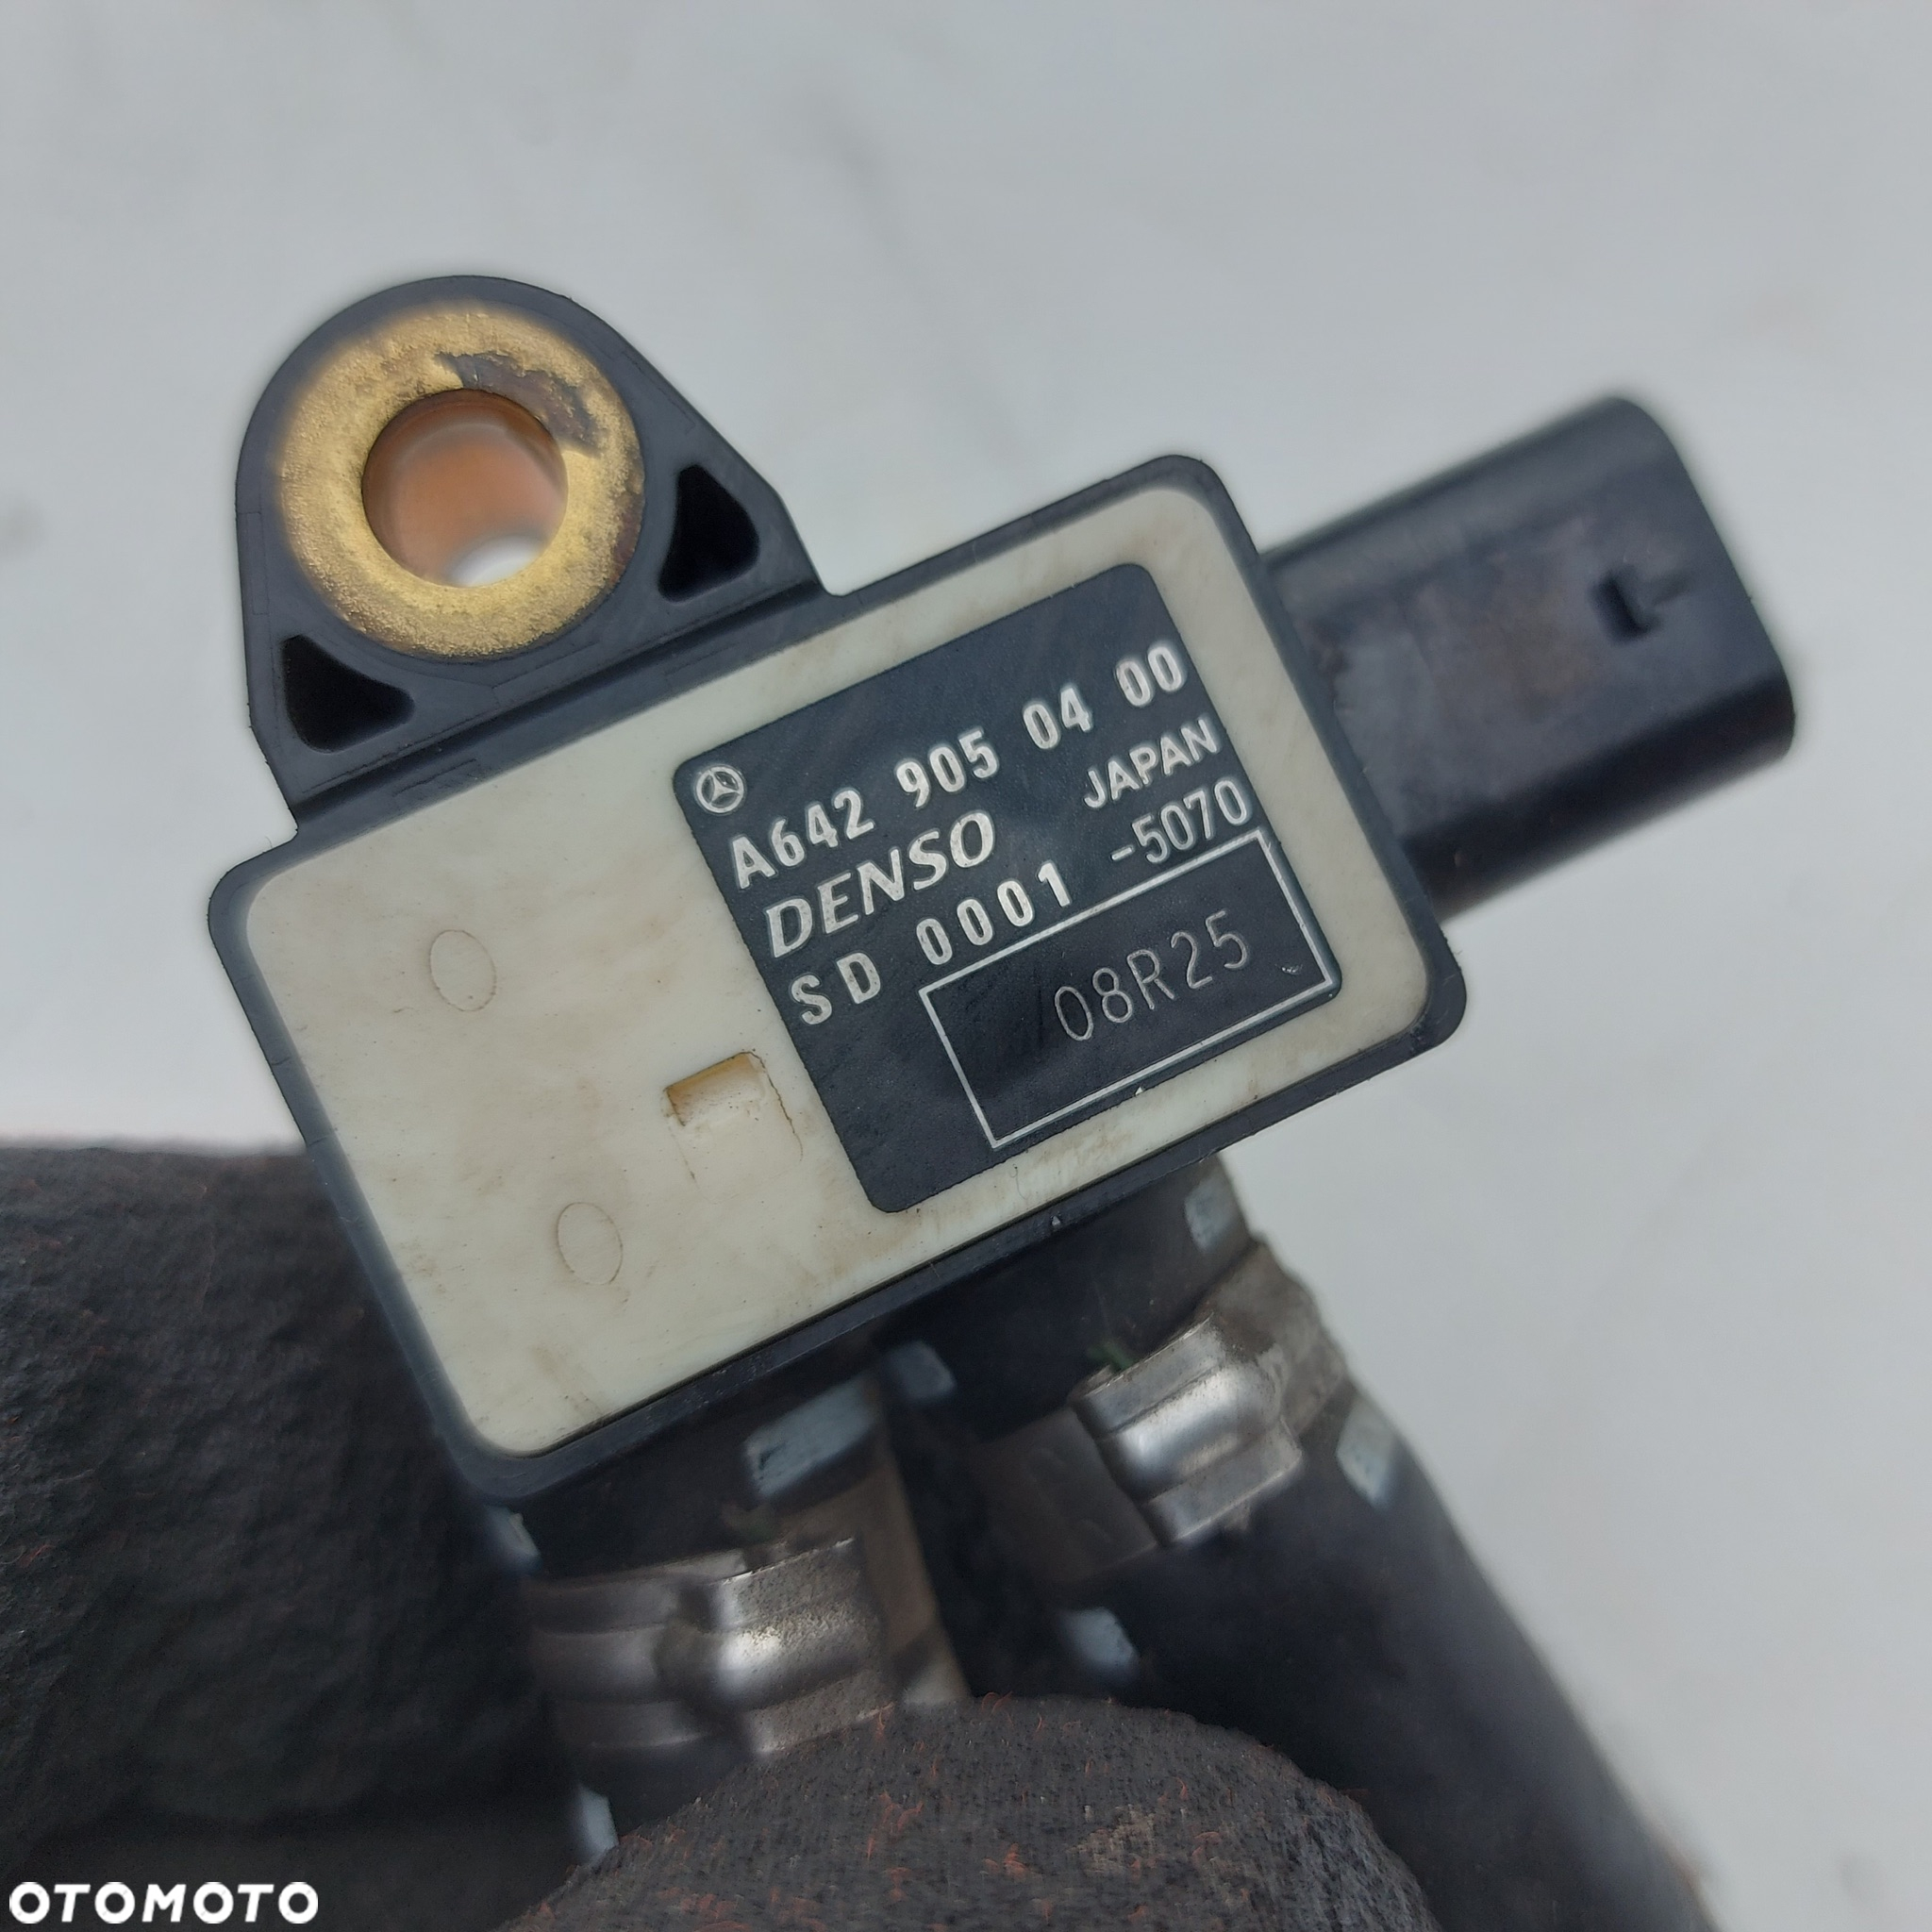 A642 905 04 00
DENSO JAPAN
SD 0001 -5070
08R25
OTOMOTO